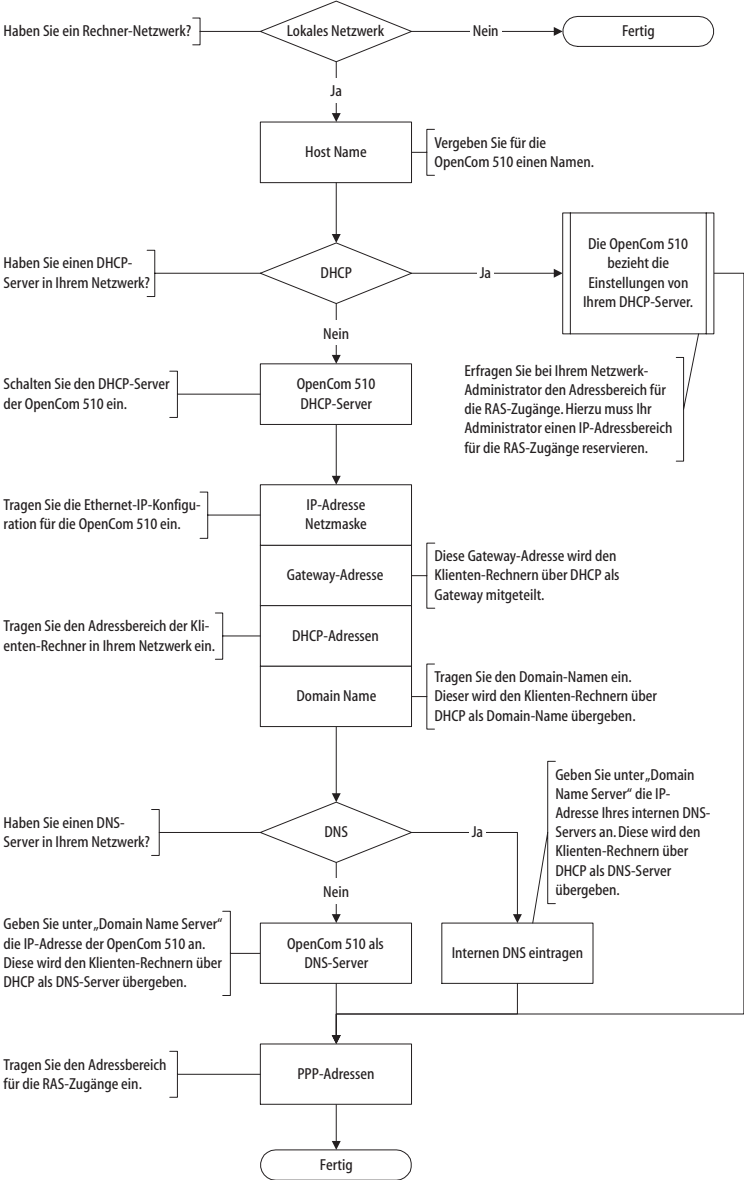 Haben Sie ein Rechner-Netzwerk?
Lokales Netzwerk
Nein
Fertig
Ja
Host Name
Vergeben Sie für die
OpenCom 510 einen Namen.
Haben Sie einen DHCP-
Server in Ihrem Netzwerk?
DHCP
Ja
Die OpenCom 510
bezieht die
Einstellungen von
Ihrem DHCP-Server.
Nein
Schalten Sie den DHCP-Server
der OpenCom 510 ein.
OpenCom 510
DHCP-Server
Erfragen Sie bei Ihrem Netzwerk-
Administrator den Adressbereich für
die RAS-Zugänge. Hierzu muss Ihr
Administrator einen IP-Adressbereich
für die RAS-Zugänge reservieren.
Tragen Sie die Ethernet-IP-Konfigu-
ration für die OpenCom 510 ein.
IP-Adresse
Netzmaske
Gateway-Adresse
Diese Gateway-Adresse wird den
Klienten-Rechnern über DHCP als
Gateway mitgeteilt.
Tragen Sie den Adressbereich der Kli-
enten-Rechner in Ihrem Netzwerk ein.
DHCP-Adressen
Domain Name
Tragen Sie den Domain-Namen ein.
Dieser wird den Klienten-Rechnern über
DHCP als Domain-Name übergeben.
Haben Sie einen DNS-
Server in Ihrem Netzwerk?
DNS
Ja
Geben Sie unter „Domain
Name Server“ die IP-
Adresse Ihres internen DNS-
Servers an. Diese wird den
Klienten-Rechnern über
DHCP als DNS-Server
übergeben.
Nein
Geben Sie unter „Domain Name Server“
die IP-Adresse der OpenCom 510 an.
Diese wird den Klienten-Rechnern über
DHCP als DNS-Server übergeben.
OpenCom 510 als
DNS-Server
Internen DNS eintragen
Tragen Sie den Adressbereich
für die RAS-Zugänge ein.
PPP-Adressen
Fertig